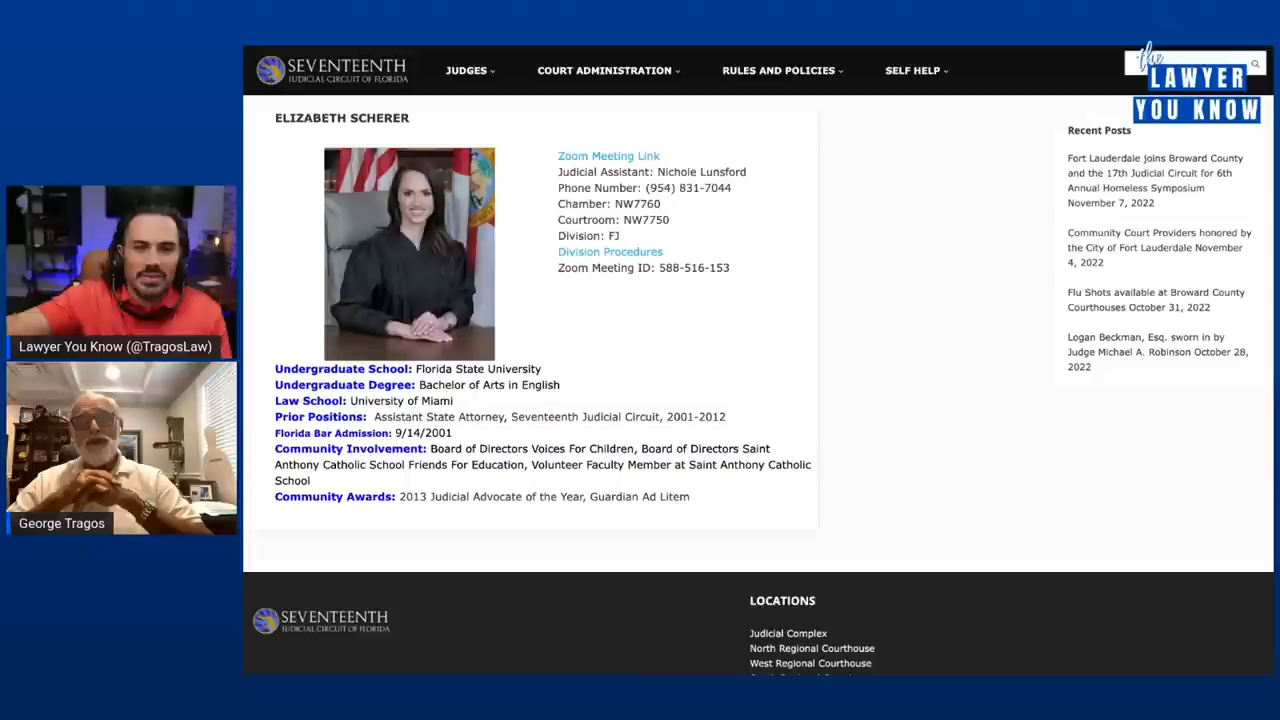 SEVENTEENTH
JUDICIAL CIRCUIT OF FLORIDA
JUDGES
COURT ADMINISTRATION
RULES AND POLICIES
SELF HELP
the
LAWYER
YOU KNOW
ELIZABETH SCHERER
Zoom Meeting Link
Judicial Assistant: Nichole Lunsford
Phone Number: (954) 831-7044
Chamber: NW7760
Courtroom: NW7750
Division: FJ
Division Procedures
Zoom Meeting ID: 588-516-153
Undergraduate School: Florida State University
Undergraduate Degree: Bachelor of Arts in English
Law School: University of Miami
Prior Positions: Assistant State Attorney, Seventeenth Judicial Circuit, 2001-2012
Florida Bar Admission: 9/14/2001
Community Involvement: Board of Directors Voices For Children, Board of Directors Saint
Anthony Catholic School Friends For Education, Volunteer Faculty Member at Saint Anthony Catholic
School
Community Awards: 2013 Judicial Advocate of the Year, Guardian Ad Litem
Recent Posts
Fort Lauderdale joins Broward County
and the 17th Judicial Circuit for 6th
Annual Homeless Symposium
November 7, 2022
Community Court Providers honored by
the City of Fort Lauderdale November
4, 2022
Flu Shots available at Broward County
Courthouses October 31, 2022
Logan Beckman, Esq. sworn in by
Judge Michael A. Robinson October 28,
2022
Lawyer You Know (@TragosLaw)
George Tragos
SEVENTEENTH
JUDICIAL CIRCUIT OF FLORIDA
LOCATIONS
Judicial Complex
North Regional Courthouse
West Regional Courthouse